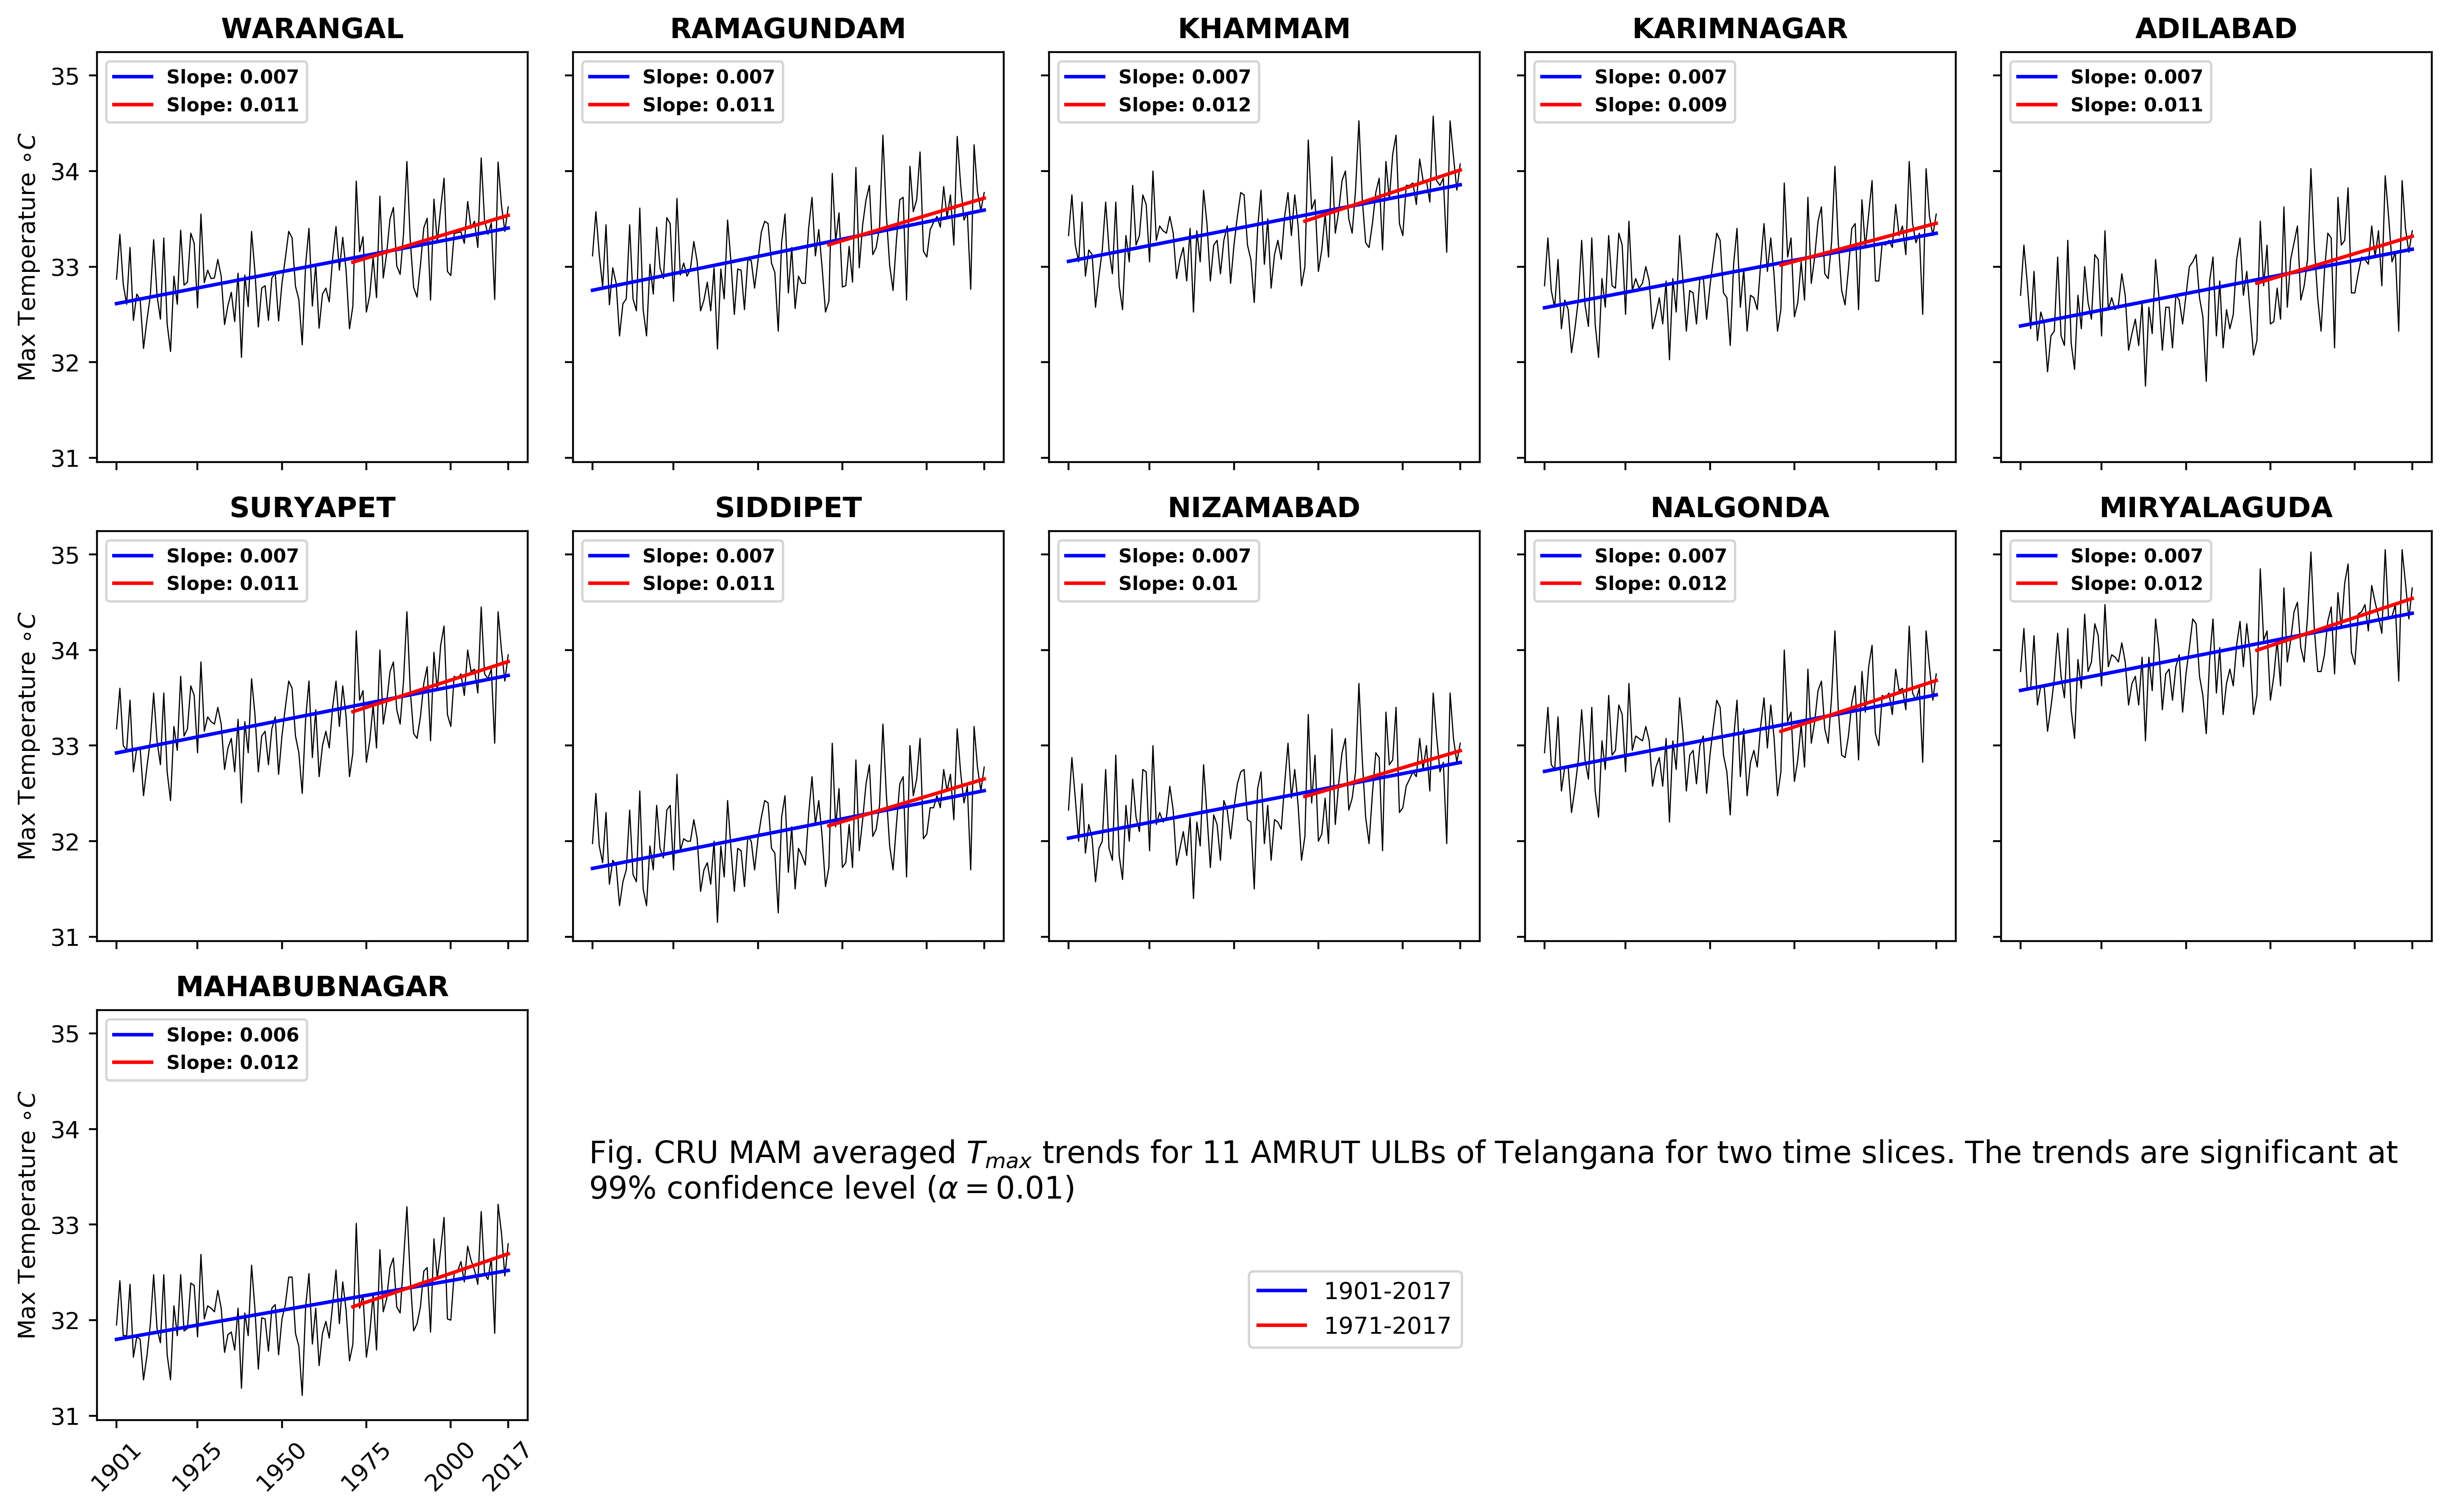 WARANGAL
RAMAGUNDAM
KHAMMAM
KARIMNAGAR
ADILABAD
Slope: 0.007
Slope: 0.011
Slope: 0.007
Slope: 0.011
Slope: 0.007
Slope: 0.012
Slope: 0.007
Slope: 0.009
Slope: 0.007
Slope: 0.011
Max Temperature ∘C
35
34
33
32
31
SURYAPET
SIDDIPET
NIZAMABAD
NALGONDA
MIRYALAGUDA
Slope: 0.007
Slope: 0.011
Slope: 0.007
Slope: 0.011
Slope: 0.007
Slope: 0.01
Slope: 0.007
Slope: 0.012
Slope: 0.007
Slope: 0.012
Max Temperature ∘C
35
34
33
32
31
MAHABUBNAGAR
Slope: 0.006
Slope: 0.012
Max Temperature ∘C
35
34
33
32
31
1901
1925
1950
1975
2000
2017
Fig. CRU MAM averaged Tmax trends for 11 AMRUT ULBs of Telangana for two time slices. The trends are significant at
99% confidence level (α = 0.01)
1901-2017
1971-2017